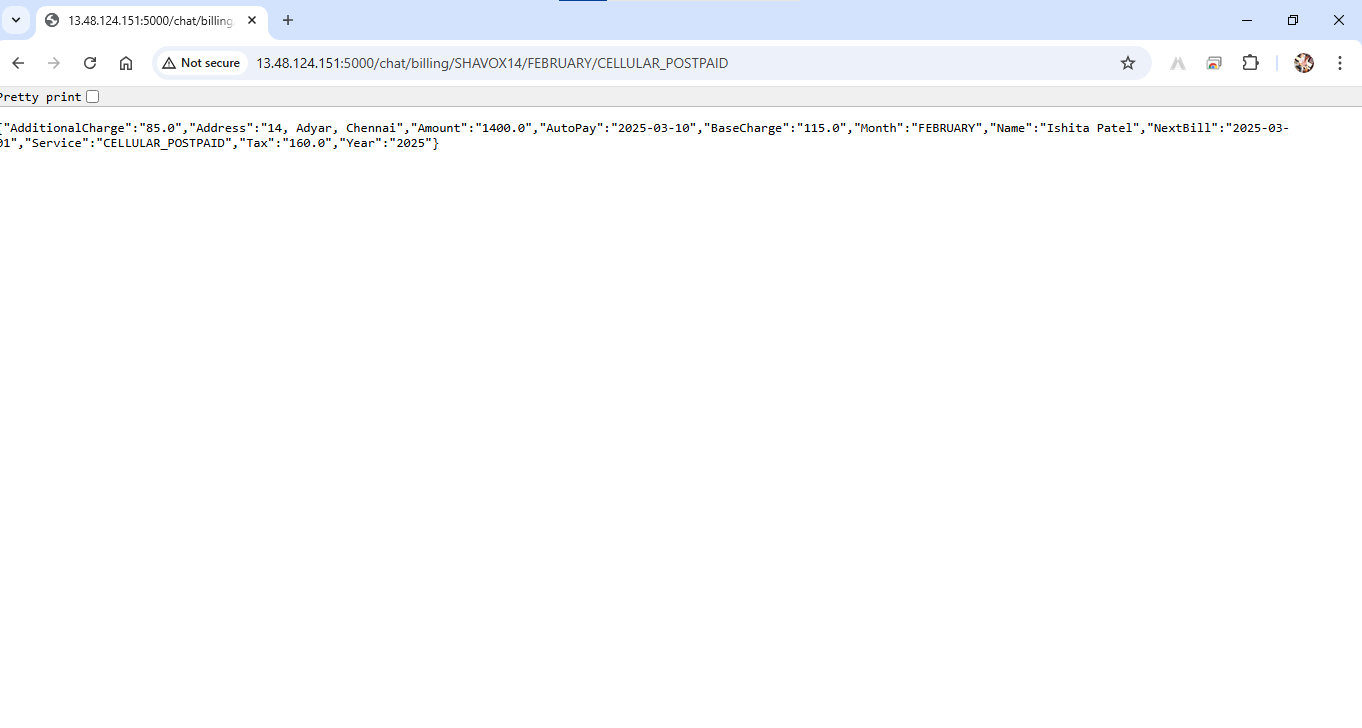 13.48.124.151:5000/chat/billing
Not secure
13.48.124.151:5000/chat/billing/SHAVOX14/FEBRUARY/CELLULAR_POSTPAID
Pretty print
{"AdditionalCharge":"85.0","Address":"14, Adyar, Chennai","Amount":"1400.0","AutoPay":"2025-03-10","BaseCharge":"115.0","Month":"FEBRUARY","Name":"Ishita Patel","NextBill":"2025-03-
01","Service":"CELLULAR_POSTPAID","Tax":"160.0","Year":"2025"}